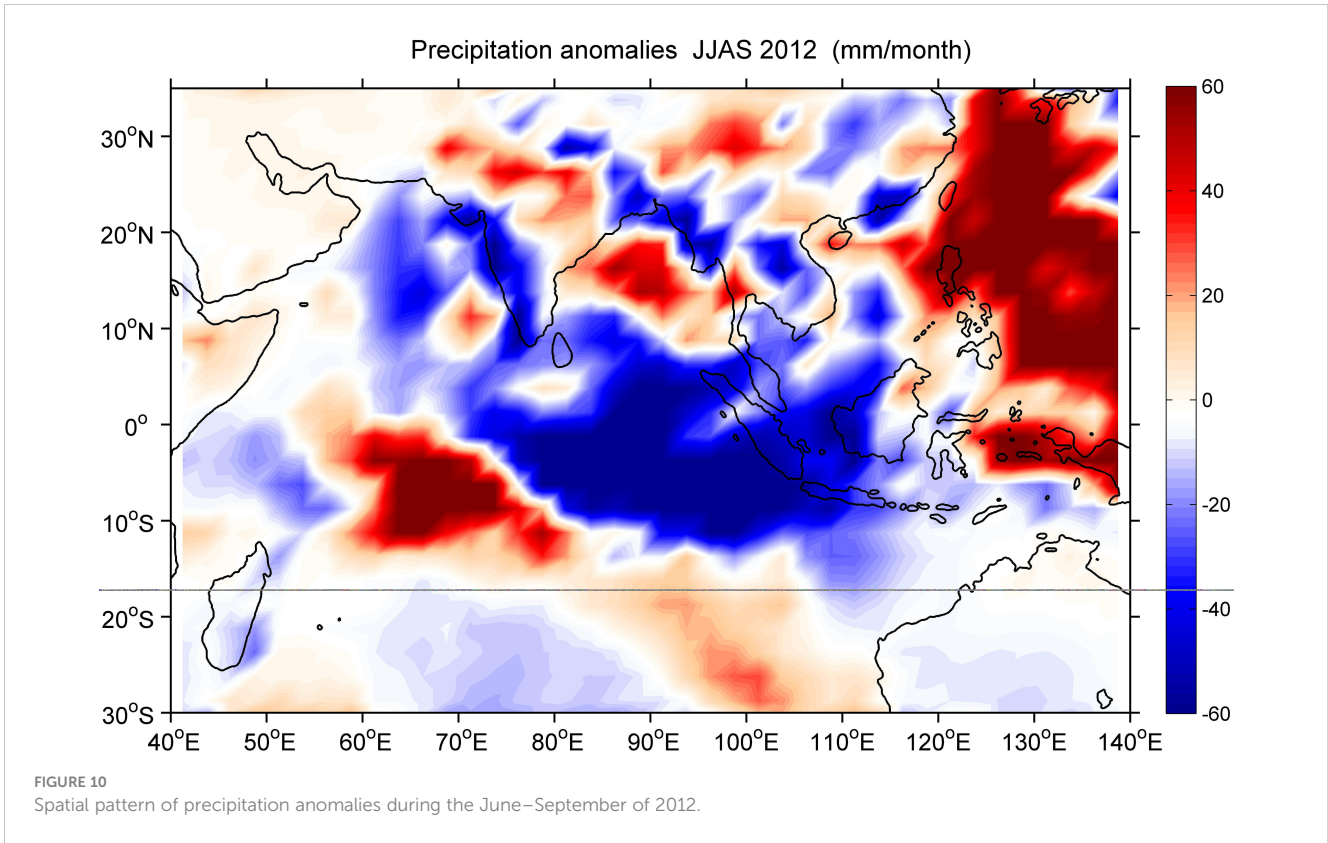 Precipitation anomalies  JJAS 2012  (mm/month)
30°N
20°N
10°N
0°
10°S
20°S
30°S
40°E 50°E 60°E 70°E 80°E 90°E 100°E 110°E 120°E 130°E 140°E
60
40
20
0
-20
-40
-60
FIGURE 10
Spatial pattern of precipitation anomalies during the June–September of 2012.